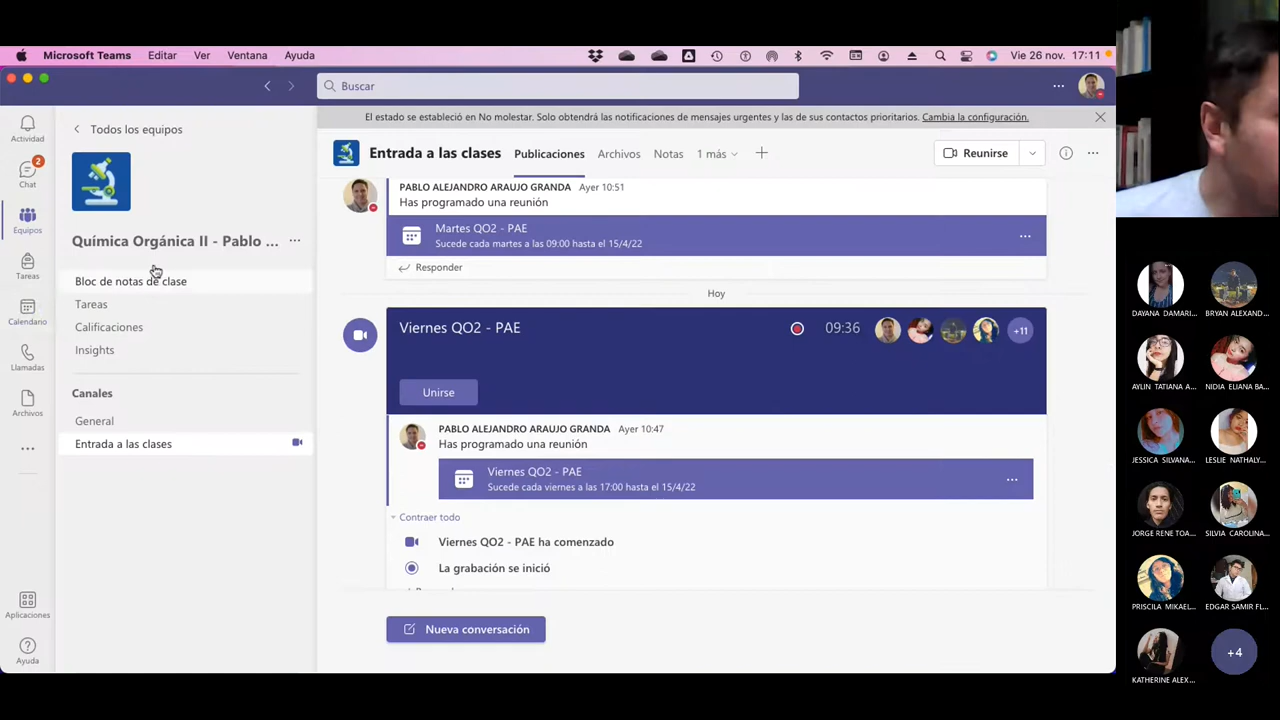 Microsoft Teams Editar Ver Ventana Ayuda Vie 26 nov. 17:11
Buscar
Actividad
Chat
2
Equipos
Tareas
Calendario
Llamadas
Archivos
Aplicaciones
Ayuda
Todos los equipos
Química Orgánica II - Pablo ...
Bloc de notas de clase
Tareas
Calificaciones
Insights
Canales
General
Entrada a las clases
El estado se estableció en No molestar. Solo obtendrá las notificaciones de mensajes urgentes y las de sus contactos prioritarios. Cambia la configuración.
Entrada a las clases Publicaciones Archivos Notas 1 más Reunirse
PABLO ALEJANDRO ARAUJO GRANDA Ayer 10:51
Has programado una reunión
Martes QO2 - PAE
Sucede cada martes a las 09:00 hasta el 15/4/22
Responder
Hoy
Viernes QO2 - PAE 09:36 +11
Unirse
PABLO ALEJANDRO ARAUJO GRANDA Ayer 10:47
Has programado una reunión
Viernes QO2 - PAE
Sucede cada viernes a las 17:00 hasta el 15/4/22
Contraer todo
Viernes QO2 - PAE ha comenzado
La grabación se inició
Nueva conversación
DAYANA DAMARI... BRYAN ALEXAND...
AYLIN TATIANA A... NIDIA ELIANA BA...
JESSICA SILVANA... LESLIE NATHALY...
JORGE RENE TOA... SILVIA CAROLINA...
PRISCILA MIKAEL... EDGAR SAMIR FL...
KATHERINE ALEX... +4